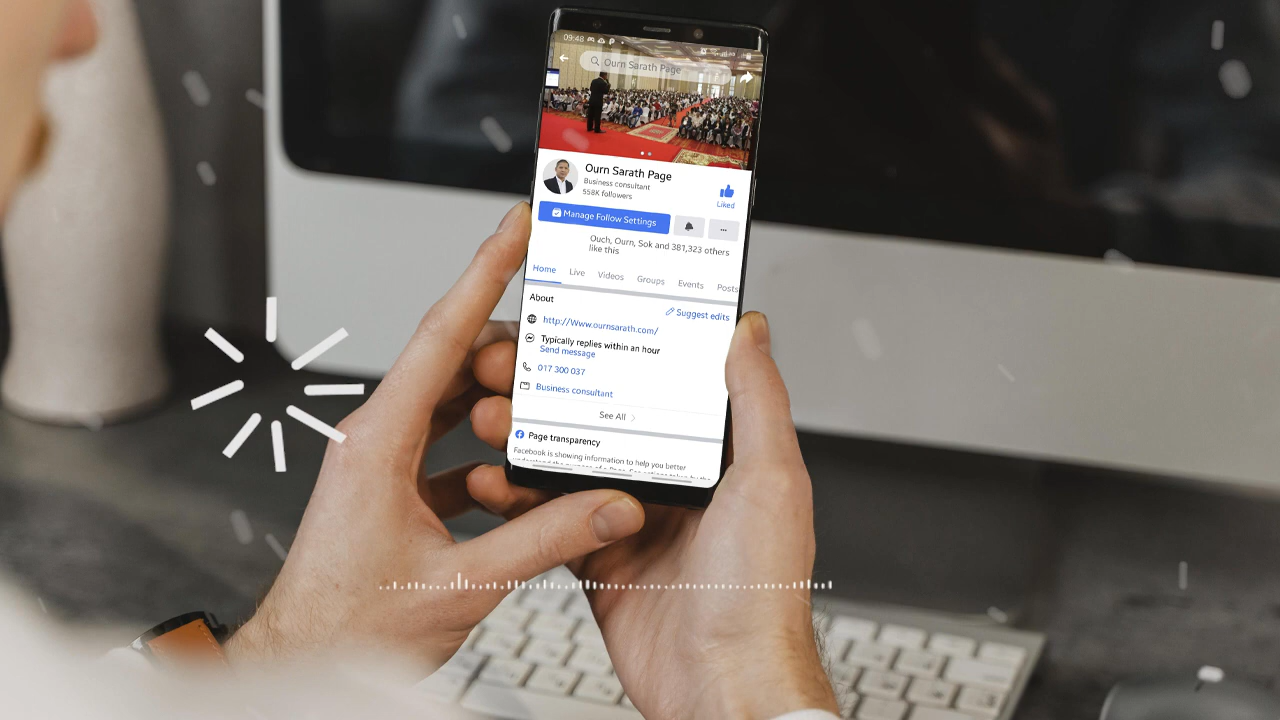 09:48
Ourn Sarath Page
Ourn Sarath Page
Business consultant
558K followers
Liked
Manage Follow Settings
Ouch, Ourn, Sok and 381,323 others
like this
Home Live Videos Groups Events Posts
About
Suggest edits
http://Www.ournsarath.com/
Typically replies within an hour
Send message
017 300 037
Business consultant
See All
Page transparency
Facebook is showing information to help you better